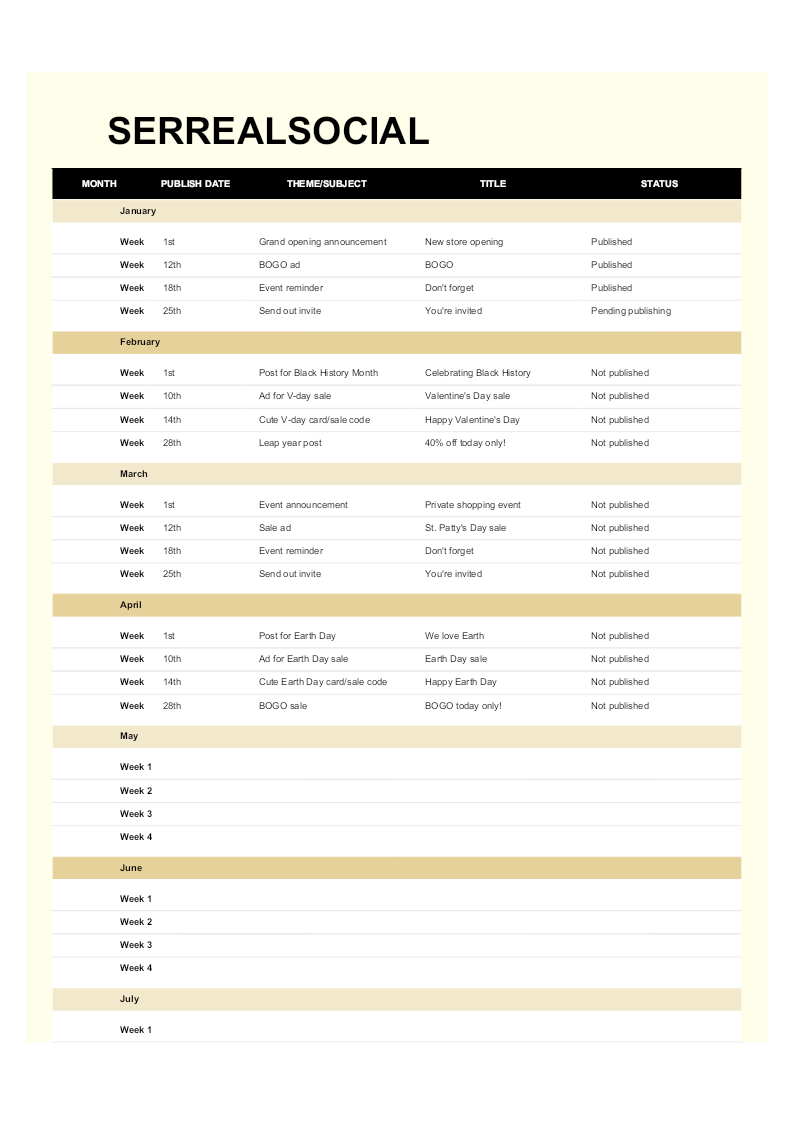 SERREALSOCIAL
MONTH PUBLISH DATE THEME/SUBJECT TITLE STATUS
January
Week 1st Grand opening announcement New store opening Published
Week 12th BOGO ad BOGO Published
Week 18th Event reminder Don't forget Published
Week 25th Send out invite You're invited Pending publishing
February
Week 1st Post for Black History Month Celebrating Black History Not published
Week 10th Ad for V-day sale Valentine's Day sale Not published
Week 14th Cute V-day card/sale code Happy Valentine's Day Not published
Week 28th Leap year post 40% off today only! Not published
March
Week 1st Event announcement Private shopping event Not published
Week 12th Sale ad St. Patty's Day sale Not published
Week 18th Event reminder Don't forget Not published
Week 25th Send out invite You're invited Not published
April
Week 1st Post for Earth Day We love Earth Not published
Week 10th Ad for Earth Day sale Earth Day sale Not published
Week 14th Cute Earth Day card/sale code Happy Earth Day Not published
Week 28th BOGO sale BOGO today only! Not published
May
Week 1
Week 2
Week 3
Week 4
June
Week 1
Week 2
Week 3
Week 4
July
Week 1